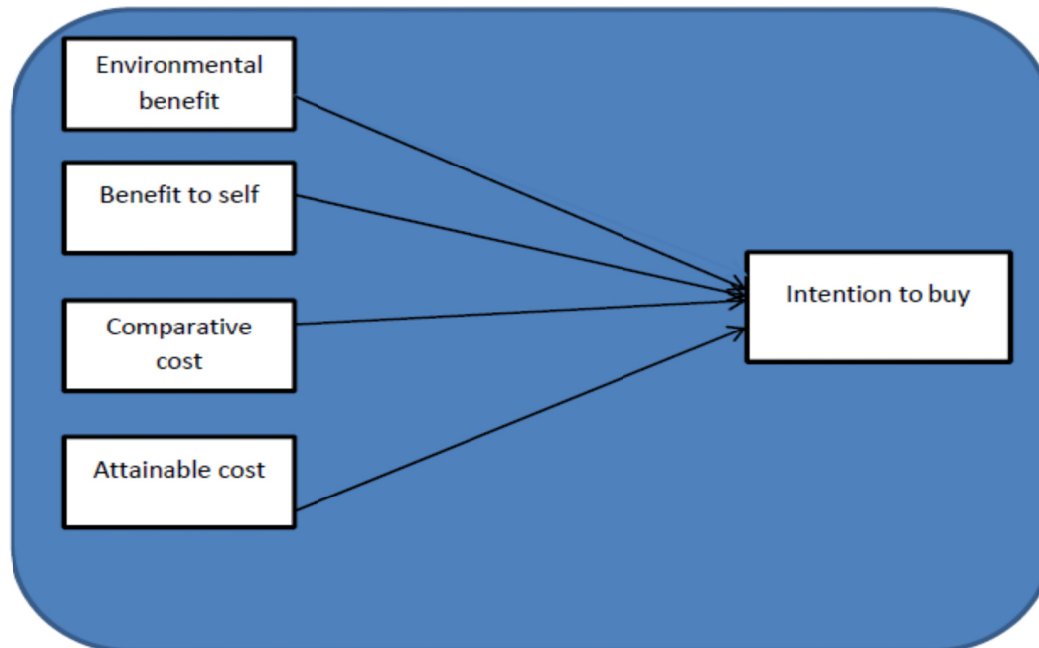 Environmental
benefit
Benefit to self
Comparative
cost
Attainable cost
Intention to buy